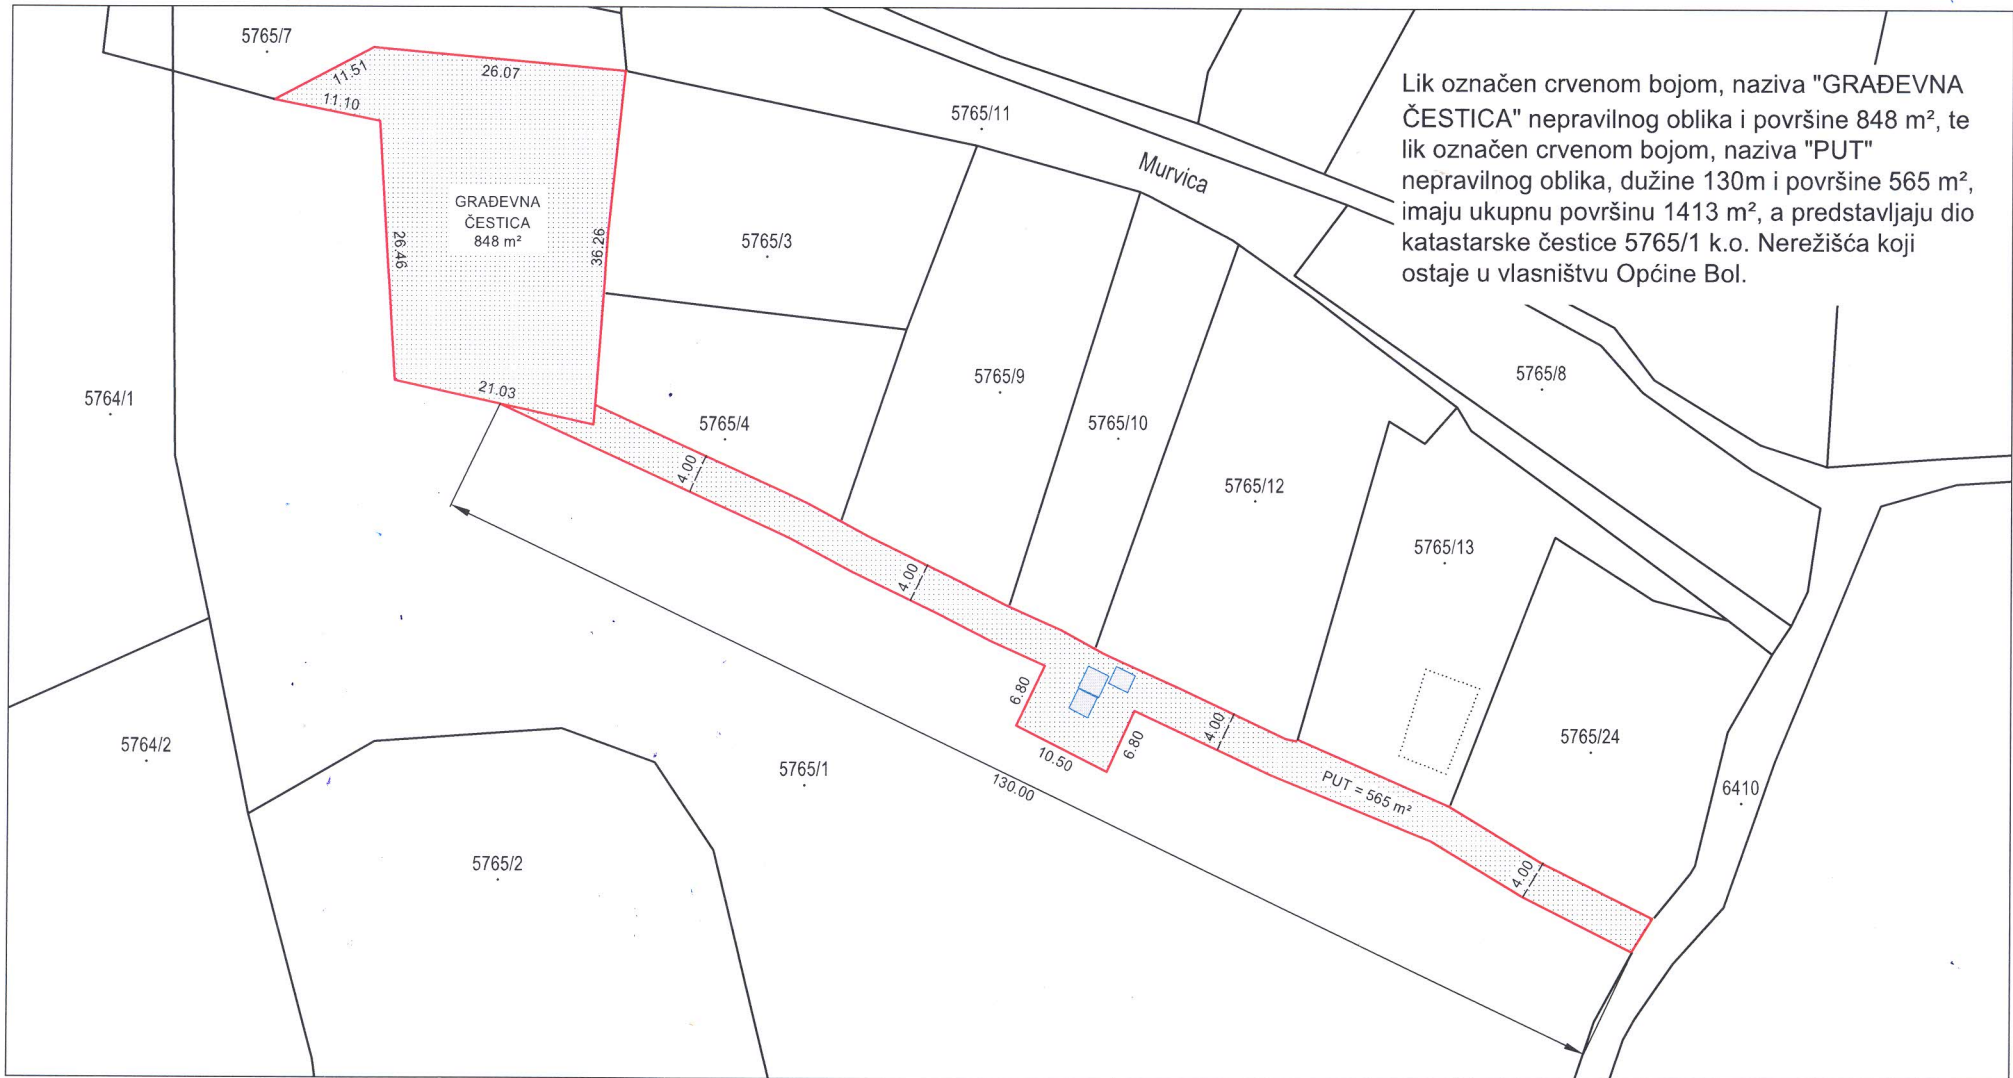 5765/7
11.51
26.07
11.10
Lik označen crvenom bojom, naziva "GRAĐEVNA
ČESTICA" nepravilnog oblika i površine 848 m², te
lik označen crvenom bojom, naziva "PUT"
nepravilnog oblika, dužine 130m i površine 565 m²,
imaju ukupnu površinu 1413 m², a predstavljaju dio
katastarske čestice 5765/1 k.o. Nerežišća koji
ostaje u vlasništvu Općine Bol.
5765/11
Murvica
GRAĐEVNA
ČESTICA
848 m²
26.46
36.26
5765/3
5765/9
5765/8
5764/1
21.03
5765/4
5765/10
4.00
5765/12
5765/13
4.00
6.80
4.00
5764/2
5765/1
10.50
6.80
130.00
PUT = 565 m²
5765/24
6410
5765/2
4.00